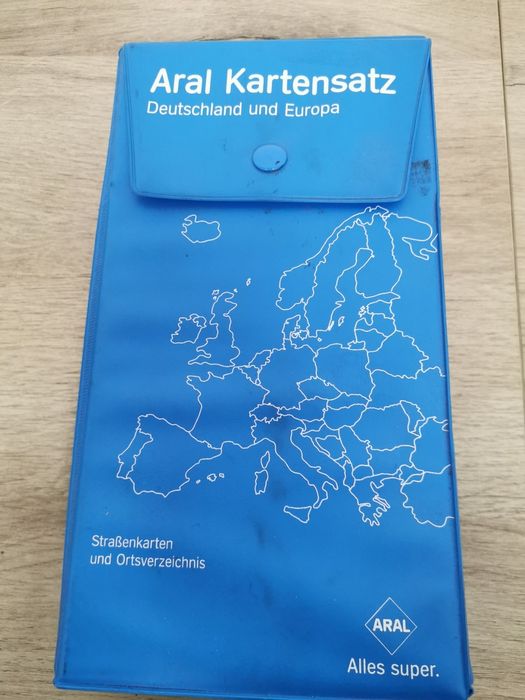 Aral Kartensatz
Deutschland und Europa
Straßenkarten
und Ortsverzeichnis
ARAL
Alles super.